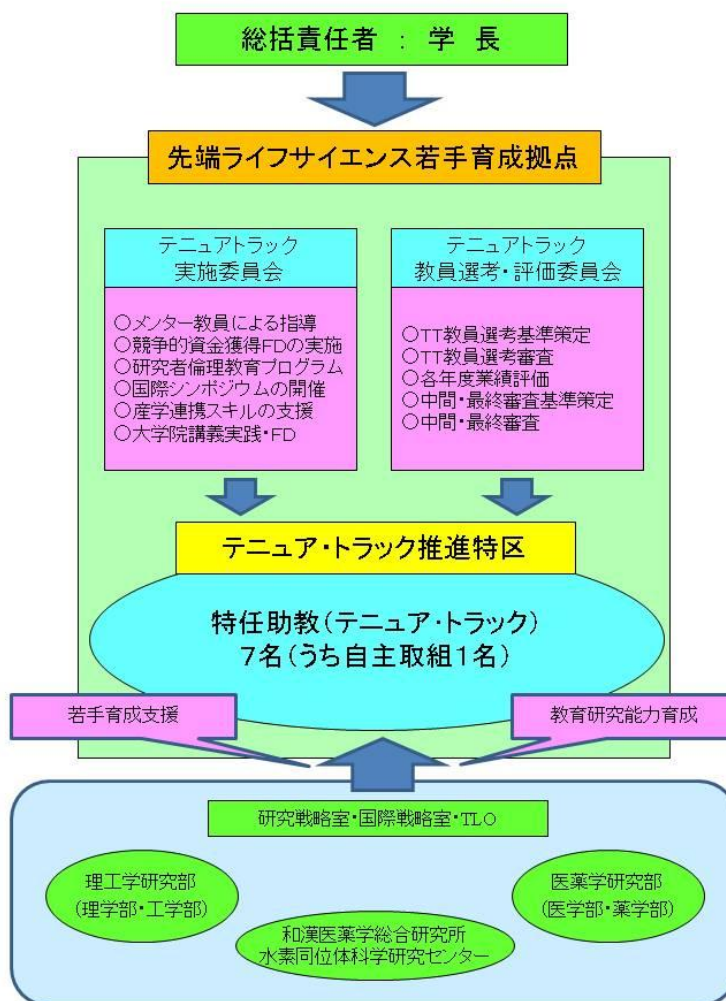 総括責任者 : 学 長
先端ライフサイエンス若手育成拠点
テニュアトラック
実施委員会
○メンター教員による指導
○競争的資金獲得FDの実施
○研究者倫理教育プログラム
○国際シンポジウムの開催
○産学連携スキルの支援
○大学院講義実践・FD
テニュアトラック
教員選考・評価委員会
○TT教員選考基準策定
○TT教員選考審査
○各年度業績評価
○中間・最終審査基準策定
○中間・最終審査
テニュア・トラック推進特区
特任助教(テニュア・トラック)
7名(うち自主取組1名)
若手育成支援
教育研究能力育成
研究戦略室・国際戦略室・TLO
理工学研究部
(理学部・工学部)
医薬学研究部
(医学部・薬学部)
和漢医薬学総合研究所
水素同位体科学研究センター